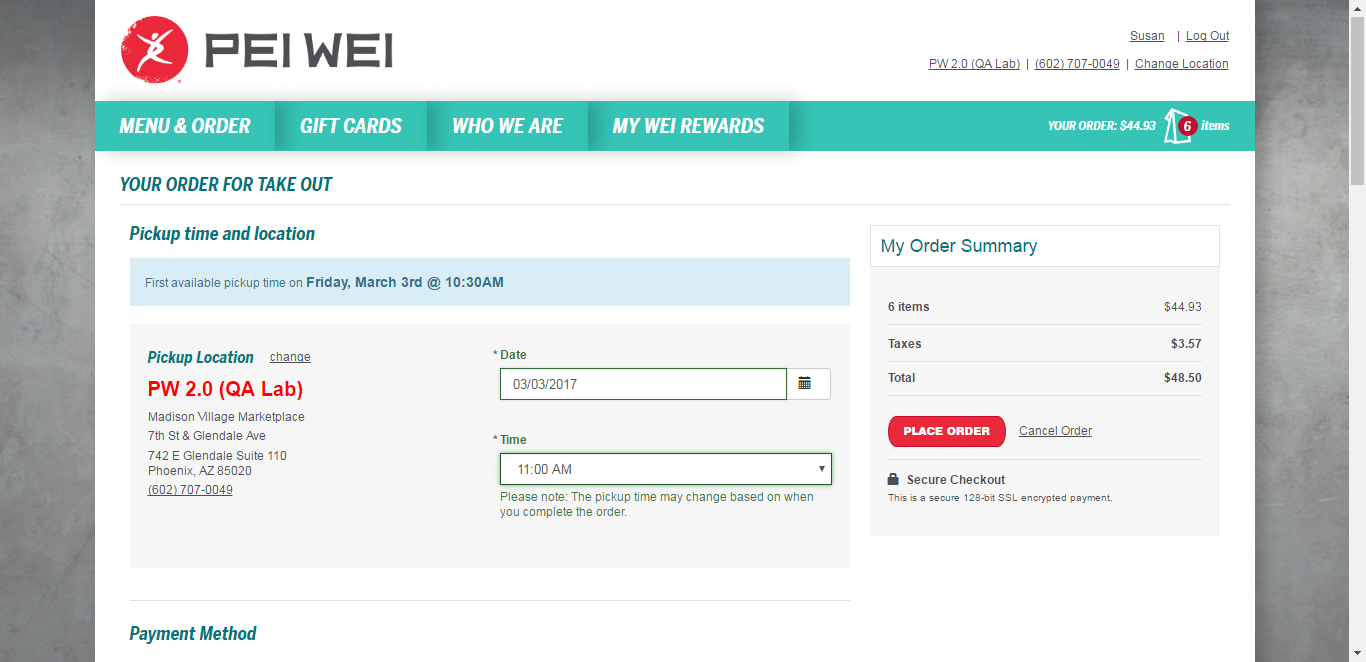 PEI WEI
Susan | Log Out
PW 2.0 (QA Lab) | (602) 707-0049 | Change Location
MENU & ORDER GIFT CARDS WHO WE ARE MY WEI REWARDS YOUR ORDER: $44.93 6 items
YOUR ORDER FOR TAKE OUT
Pickup time and location
First available pickup time on Friday, March 3rd @ 10:30AM
Pickup Location change
PW 2.0 (QA Lab)
Madison Village Marketplace
7th St & Glendale Ave
742 E Glendale Suite 110
Phoenix, AZ 85020
(602) 707-0049
* Date
03/03/2017
* Time
11:00 AM
Please note: The pickup time may change based on when
you complete the order.
My Order Summary
6 items $44.93
Taxes $3.57
Total $48.50
PLACE ORDER Cancel Order
Secure Checkout
This is a secure 128-bit SSL encrypted payment.
Payment Method